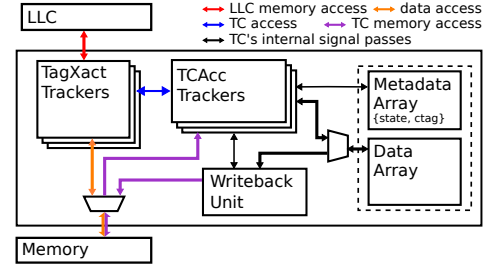 LLC
LLC memory access
data access
TC access
TC memory access
TC's internal signal passes
TagXact
Trackers
TCAcc
Trackers
Metadata
Array
{state, ctag}
Data
Array
Writeback
Unit
Memory